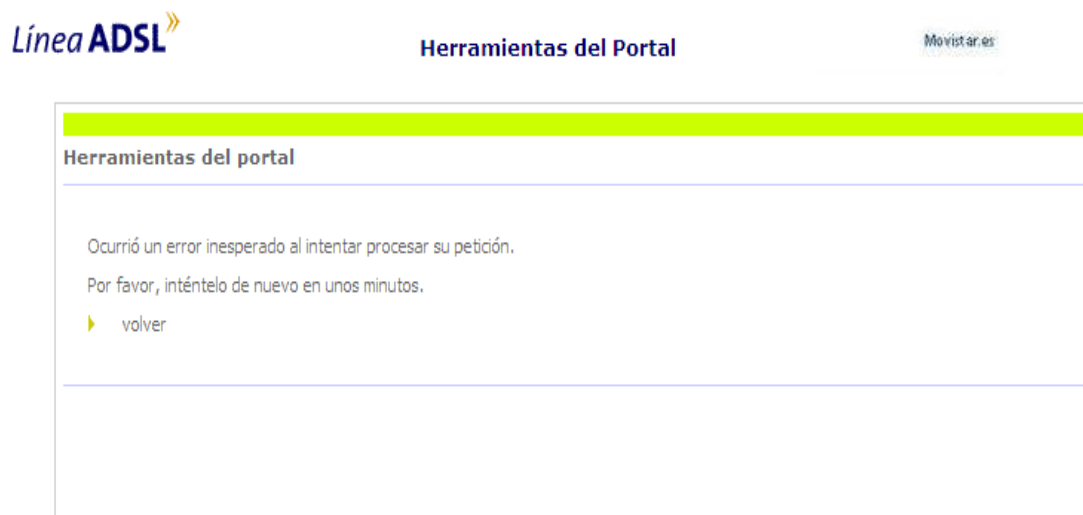 Línea ADSL»
Herramientas del Portal
Movistar.es
Herramientas del portal
Ocurrió un error inesperado al intentar procesar su petición.
Por favor, inténtelo de nuevo en unos minutos.
volver